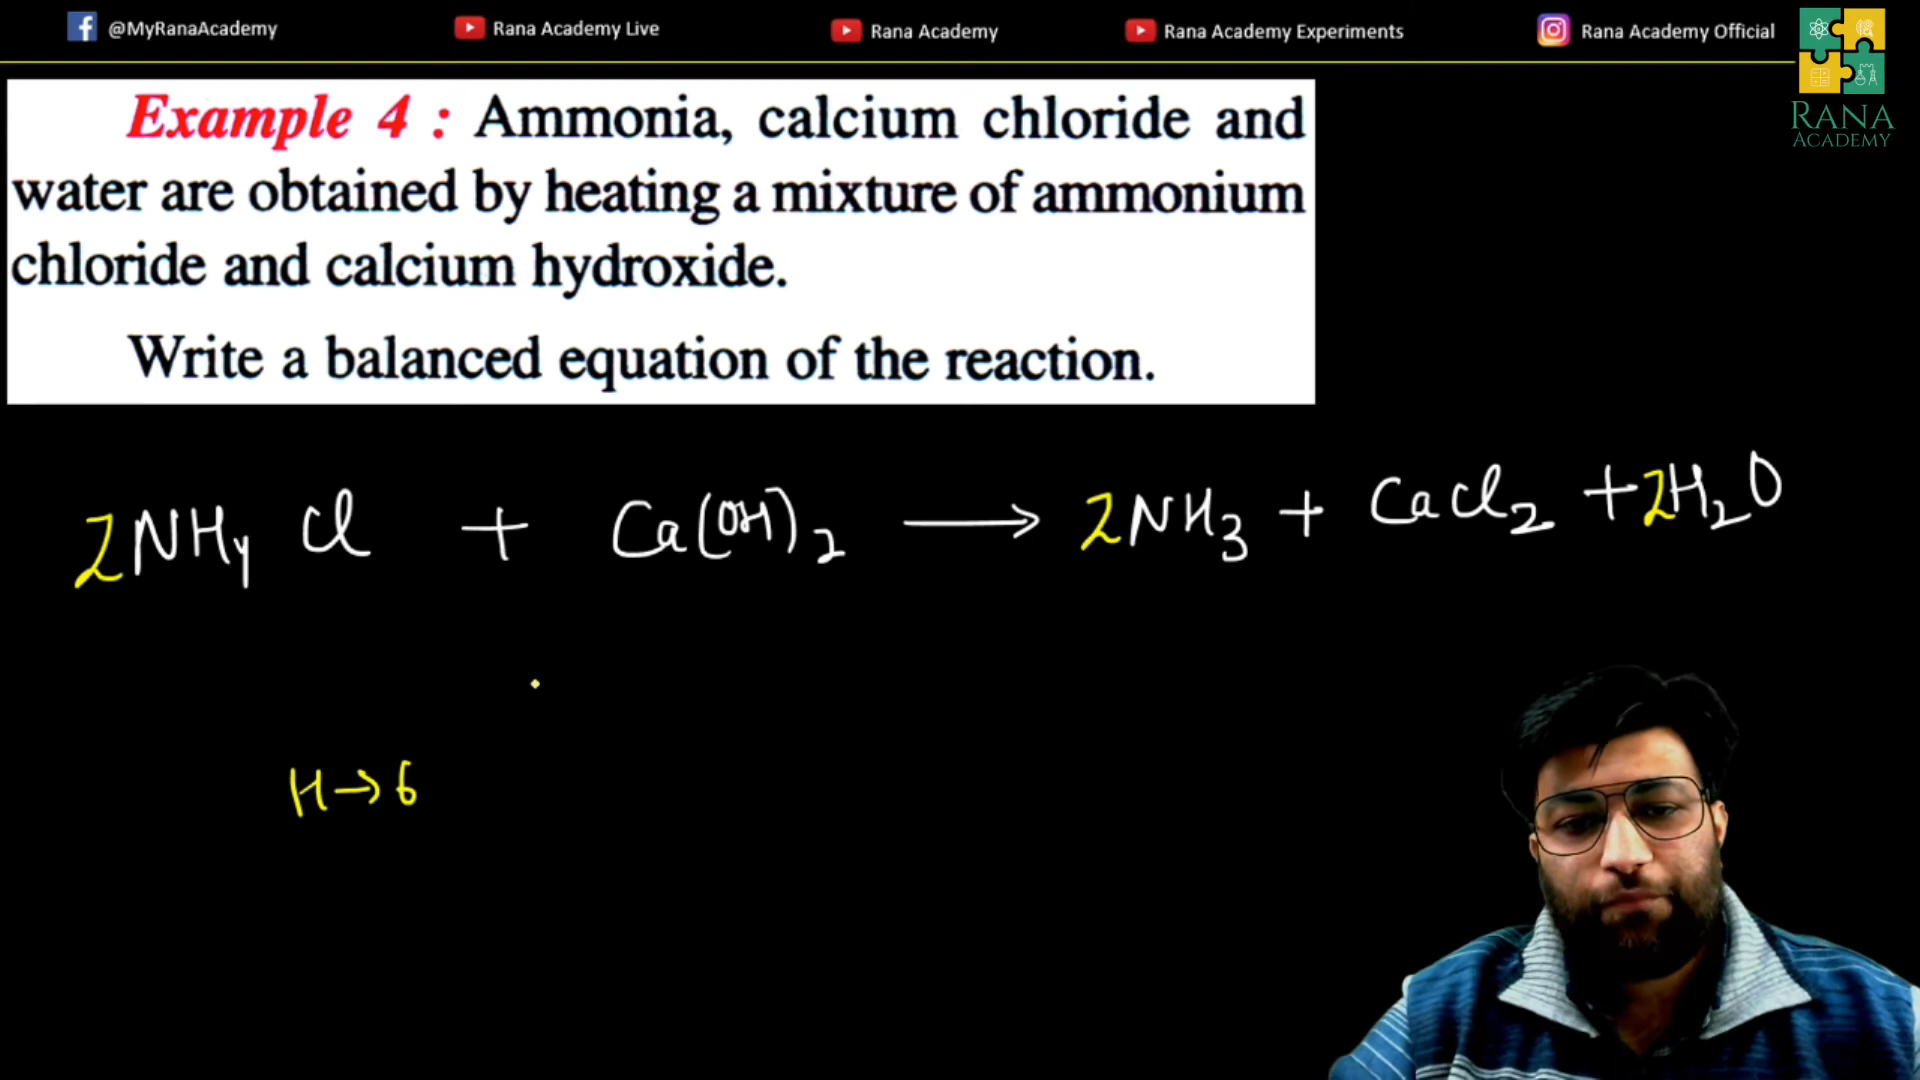 @MyRanaAcademy Rana Academy Live Rana Academy Rana Academy Experiments Rana Academy Official
RANA
ACADEMY
Example 4 : Ammonia, calcium chloride and
water are obtained by heating a mixture of ammonium
chloride and calcium hydroxide.
Write a balanced equation of the reaction.
2NH₄Cl + Ca(OH)₂ → 2NH₃ + CaCl₂ + 2H₂O
H → 6